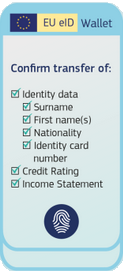 EU eID Wallet
Confirm transfer of:
Identity data
Surname
First name(s)
Nationality
Identity card
number
Credit Rating
Income Statement